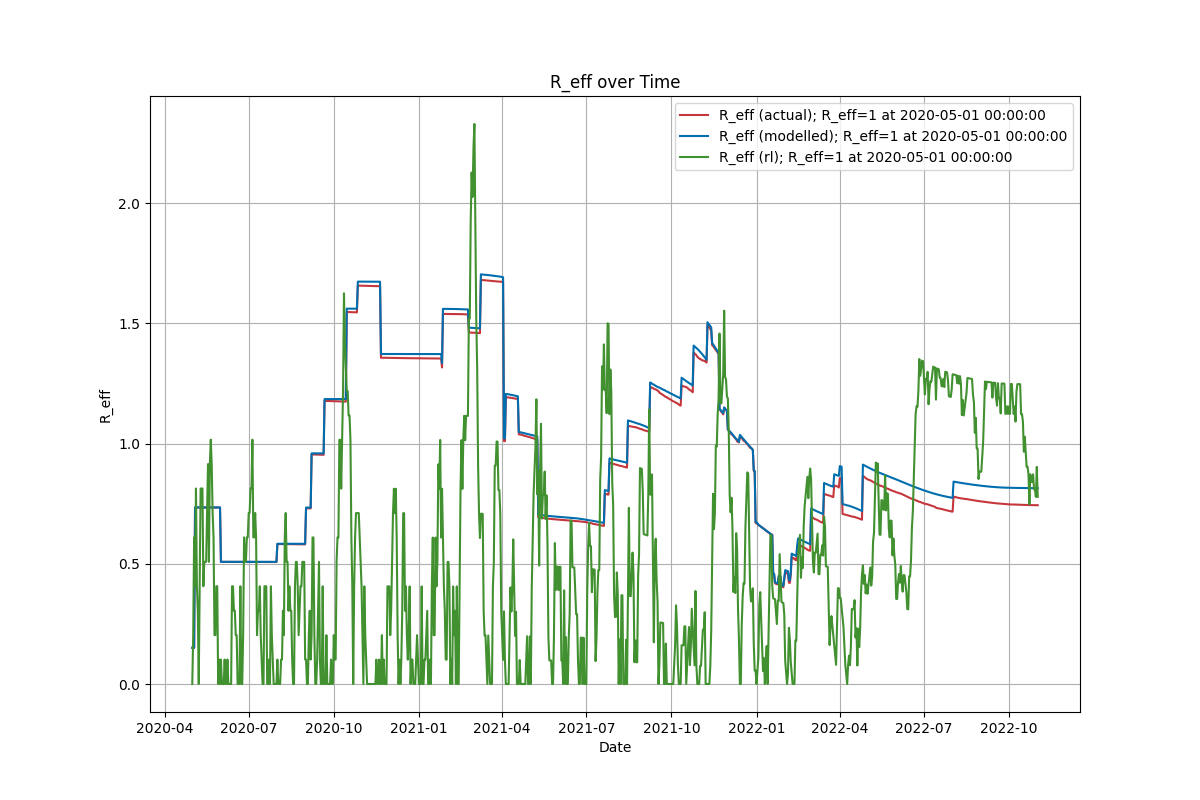 R_eff over Time
R_eff (actual); R_eff=1 at 2020-05-01 00:00:00
R_eff (modelled); R_eff=1 at 2020-05-01 00:00:00
R_eff (rl); R_eff=1 at 2020-05-01 00:00:00
R_eff
2.0
1.5
1.0
0.5
0.0
2020-04 2020-07 2020-10 2021-01 2021-04 2021-07 2021-10 2022-01 2022-04 2022-07 2022-10
Date